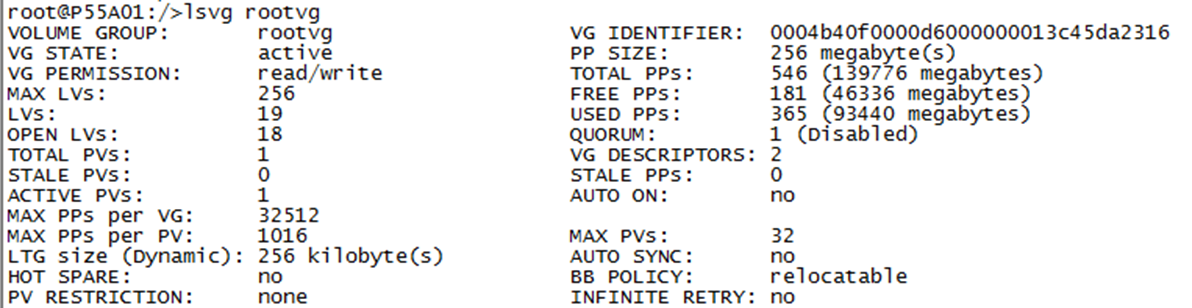 root@P55A01:/>lsvg rootvg
VOLUME GROUP: rootvg VG IDENTIFIER: 0004b40f0000d6000000013c45da2316
VG STATE: active PP SIZE: 256 megabyte(s)
VG PERMISSION: read/write TOTAL PPs: 546 (139776 megabytes)
MAX LVs: 256 FREE PPs: 181 (46336 megabytes)
LVs: 19 USED PPs: 365 (93440 megabytes)
OPEN LVs: 18 QUORUM: 1 (Disabled)
TOTAL PVs: 1 VG DESCRIPTORS: 2
STALE PVs: 0 STALE PPs: 0
ACTIVE PVs: 1 AUTO ON: no
MAX PPs per VG: 32512
MAX PPs per PV: 1016 MAX PVs: 32
LTG size (Dynamic): 256 kilobyte(s) AUTO SYNC: no
HOT SPARE: no BB POLICY: relocatable
PV RESTRICTION: none INFINITE RETRY: no